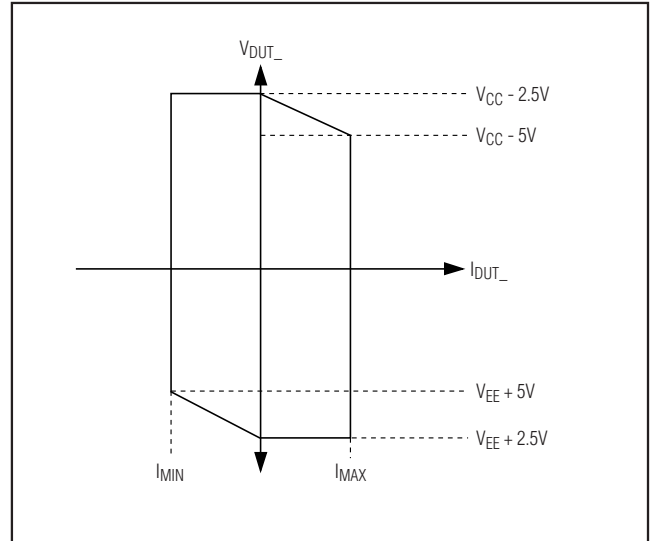 VDUT_
VCC - 2.5V
VCC - 5V
IDUT_
VEE + 5V
VEE + 2.5V
IMIN
IMAX